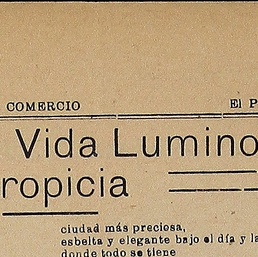 COMERCIO El P
Vida Lumino
ropicia
ciudad más preciosa,
esbelta y elegante bajo el día y la
donde todo se tiene